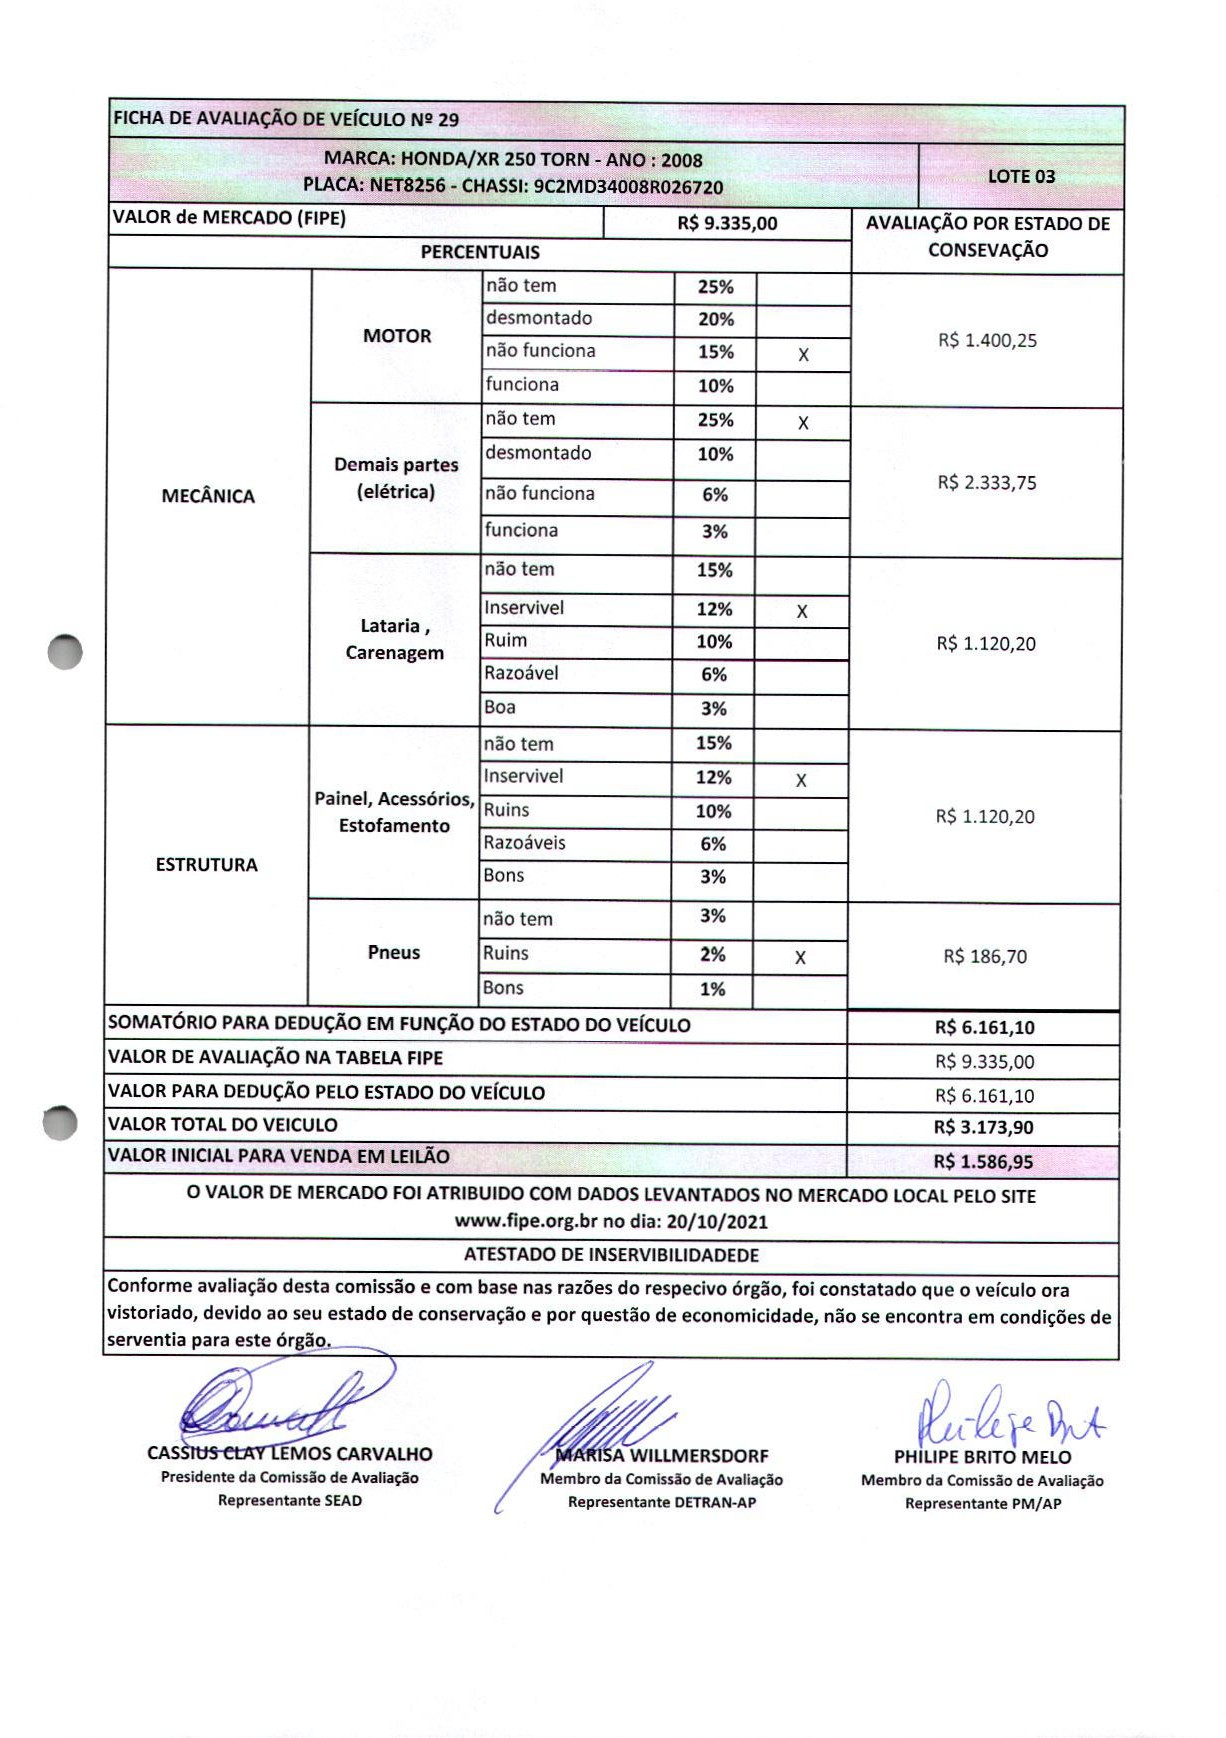 FICHA DE AVALIAÇÃO DE VEÍCULO Nº 29
MARCA: HONDA/XR 250 TORN - ANO : 2008
PLACA: NET8256 - CHASSI: 9C2MD34008R026720
LOTE 03
VALOR de MERCADO (FIPE)
R$ 9.335,00
AVALIAÇÃO POR ESTADO DE
CONSEVAÇÃO
PERCENTUAIS
MECÂNICA
MOTOR
não tem 25%
desmontado 20%
não funciona 15% X
funciona 10%
R$ 1.400,25
Demais partes
(elétrica)
não tem 25% X
desmontado 10%
não funciona 6%
funciona 3%
R$ 2.333,75
Lataria ,
Carenagem
não tem 15%
Inservivel 12% X
Ruim 10%
Razoável 6%
Boa 3%
R$ 1.120,20
ESTRUTURA
Painel, Acessórios,
Estofamento
não tem 15%
Inservivel 12% X
Ruins 10%
Razoáveis 6%
Bons 3%
R$ 1.120,20
Pneus
não tem 3%
Ruins 2% X
Bons 1%
R$ 186,70
SOMATÓRIO PARA DEDUÇÃO EM FUNÇÃO DO ESTADO DO VEÍCULO R$ 6.161,10
VALOR DE AVALIAÇÃO NA TABELA FIPE R$ 9.335,00
VALOR PARA DEDUÇÃO PELO ESTADO DO VEÍCULO R$ 6.161,10
VALOR TOTAL DO VEICULO R$ 3.173,90
VALOR INICIAL PARA VENDA EM LEILÃO R$ 1.586,95
O VALOR DE MERCADO FOI ATRIBUIDO COM DADOS LEVANTADOS NO MERCADO LOCAL PELO SITE
www.fipe.org.br no dia: 20/10/2021
ATESTADO DE INSERVIBILIDADEDE
Conforme avaliação desta comissão e com base nas razões do respecivo órgão, foi constatado que o veículo ora
vistoriado, devido ao seu estado de conservação e por questão de economicidade, não se encontra em condições de
serventia para este órgão.
CASSIUS CLAY LEMOS CARVALHO
Presidente da Comissão de Avaliação
Representante SEAD
MARISA WILLMERSDORF
Membro da Comissão de Avaliação
Representante DETRAN-AP
PHILIPE BRITO MELO
Membro da Comissão de Avaliação
Representante PM/AP